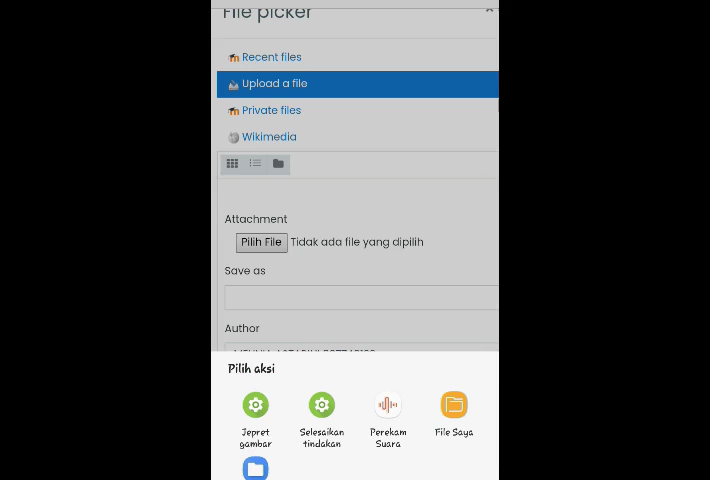 File picker
Recent files
Upload a file
Private files
Wikimedia
Attachment
Pilih File Tidak ada file yang dipilih
Save as
Author
Pilih aksi
Jepret gambar
Selesaikan tindakan
Perekam Suara
File Saya